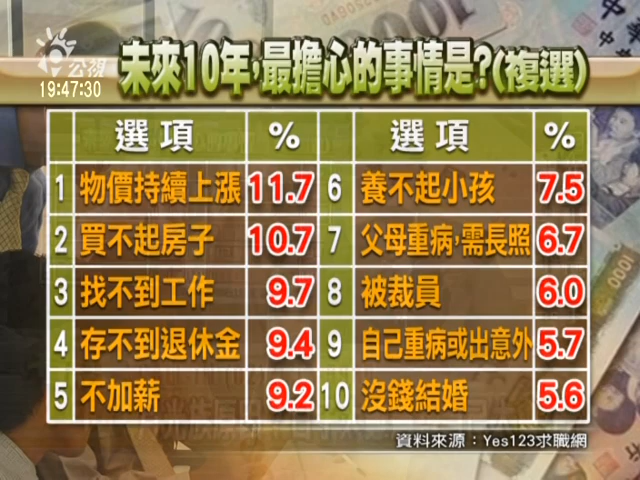 公視
未來10年,最擔心的事情是?(複選)
19:47:30
選項 % 選項 %
1 物價持續上漲 11.7 6 養不起小孩 7.5
2 買不起房子 10.7 7 父母重病,需長照 6.7
3 找不到工作 9.7 8 被裁員 6.0
4 存不到退休金 9.4 9 自己重病或出意外 5.7
5 不加薪 9.2 10 沒錢結婚 5.6
資料來源：Yes123求職網
1000